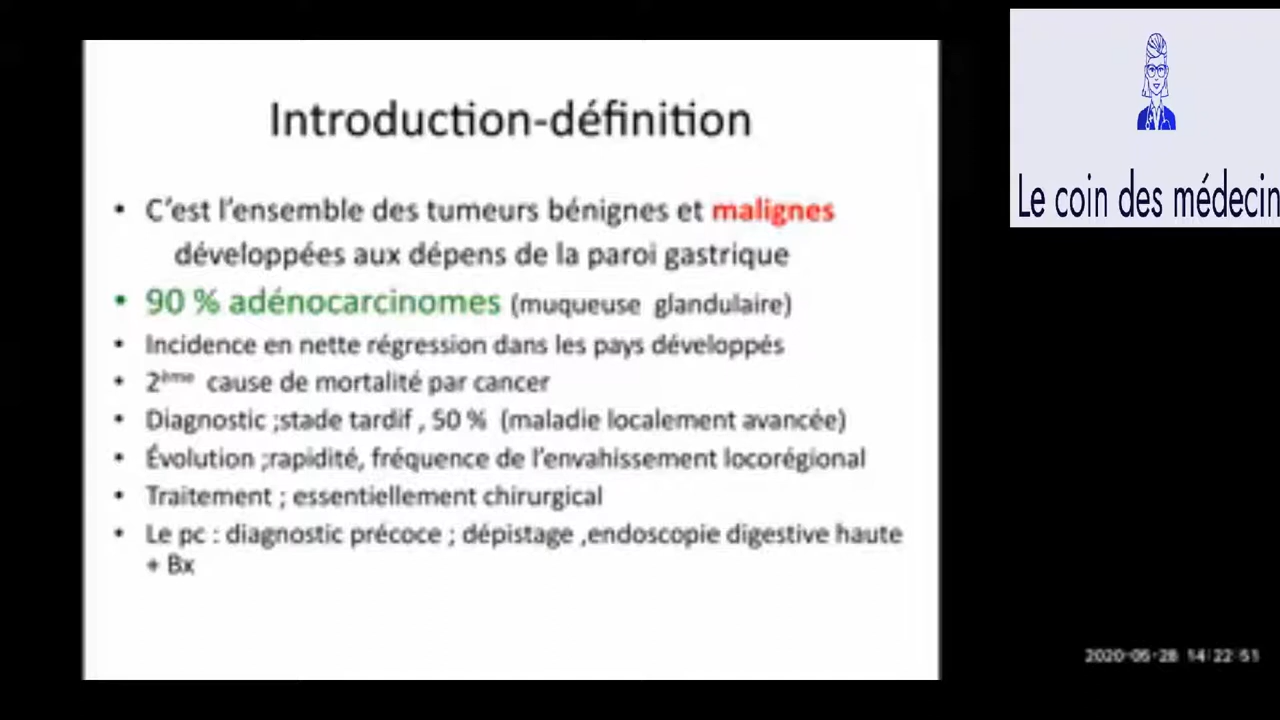 Introduction-définition
• C'est l'ensemble des tumeurs bénignes et malignes
développées aux dépens de la paroi gastrique
• 90 % adénocarcinomes (muqueuse glandulaire)
• Incidence en nette régression dans les pays développés
• 2ème cause de mortalité par cancer
• Diagnostic ;stade tardif , 50 % (maladie localement avancée)
• Évolution ;rapidité, fréquence de l'envahissement locorégional
• Traitement ; essentiellement chirurgical
• Le pc : diagnostic précoce ; dépistage ,endoscopie digestive haute
+ Bx
Le coin des médecin
2020-05-28 14:22:51